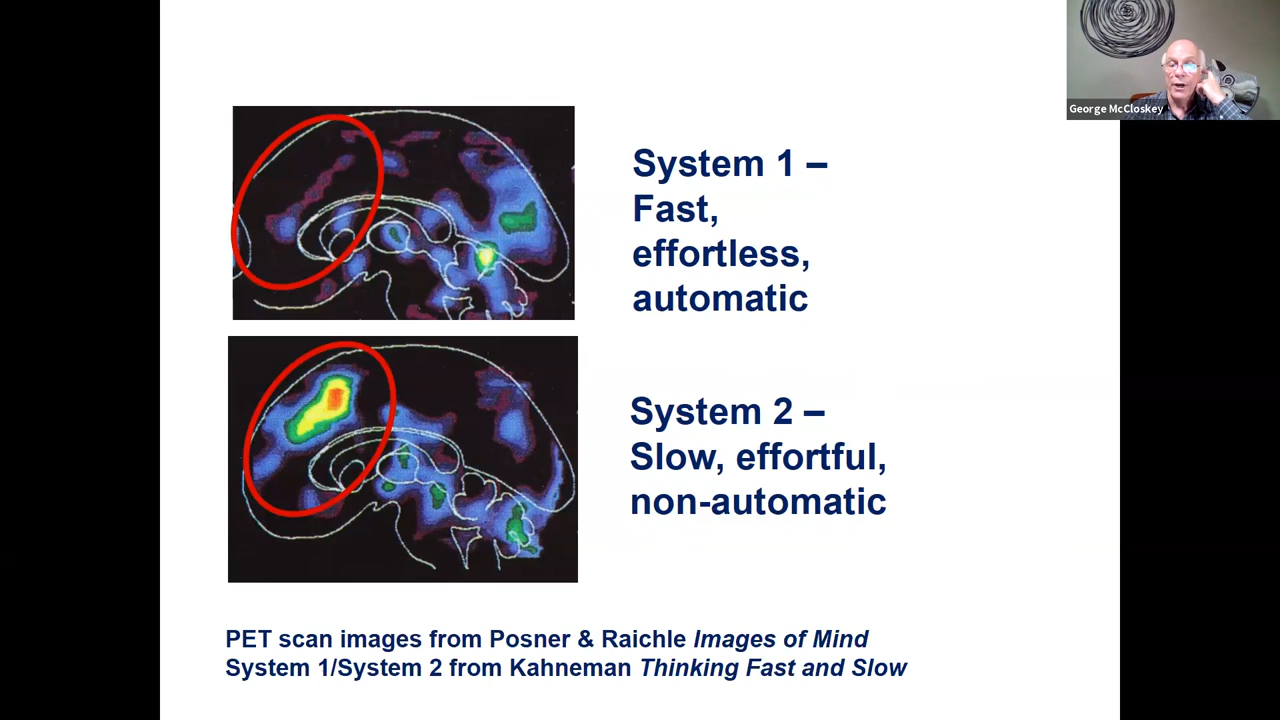 George McCloskey
System 1 –
Fast,
effortless,
automatic
System 2 –
Slow, effortful,
non-automatic
PET scan images from Posner & Raichle Images of Mind
System 1/System 2 from Kahneman Thinking Fast and Slow